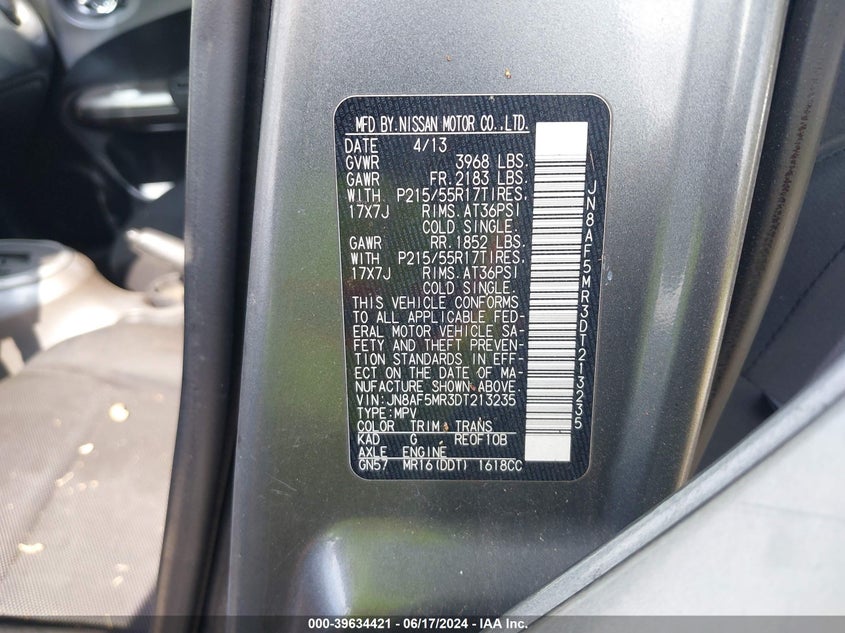 MFD BY.NISSAN MOTOR CO.,LTD.
DATE 4/13
GVWR 3968 LBS.
GAWR FR.2183 LBS.
WITH P215/55R17TIRES,
17X7J RIMS.AT36PSI
COLD SINGLE.
GAWR RR.1852 LBS.
WITH P215/55R17TIRES.
17X7J RIMS.AT36PSI
COLD SINGLE.
THIS VEHICLE CONFORMS
TO ALL APPLICABLE FED-
ERAL MOTOR VEHICLE SA-
FETY AND THEFT PREVEN-
TION STANDARDS IN EFF-
ECT ON THE DATE OF MA-
NUFACTURE SHOWN ABOVE.
VIN:JN8AF5MR3DT213235
TYPE:MPV
COLOR TRIM TRANS
KAD G RE0F10B
AXLE ENGINE
GN57 MR16(DDT) 1618CC
JN8AF5MR3DT213235
000-39634421 - 06/17/2024 - IAA Inc.